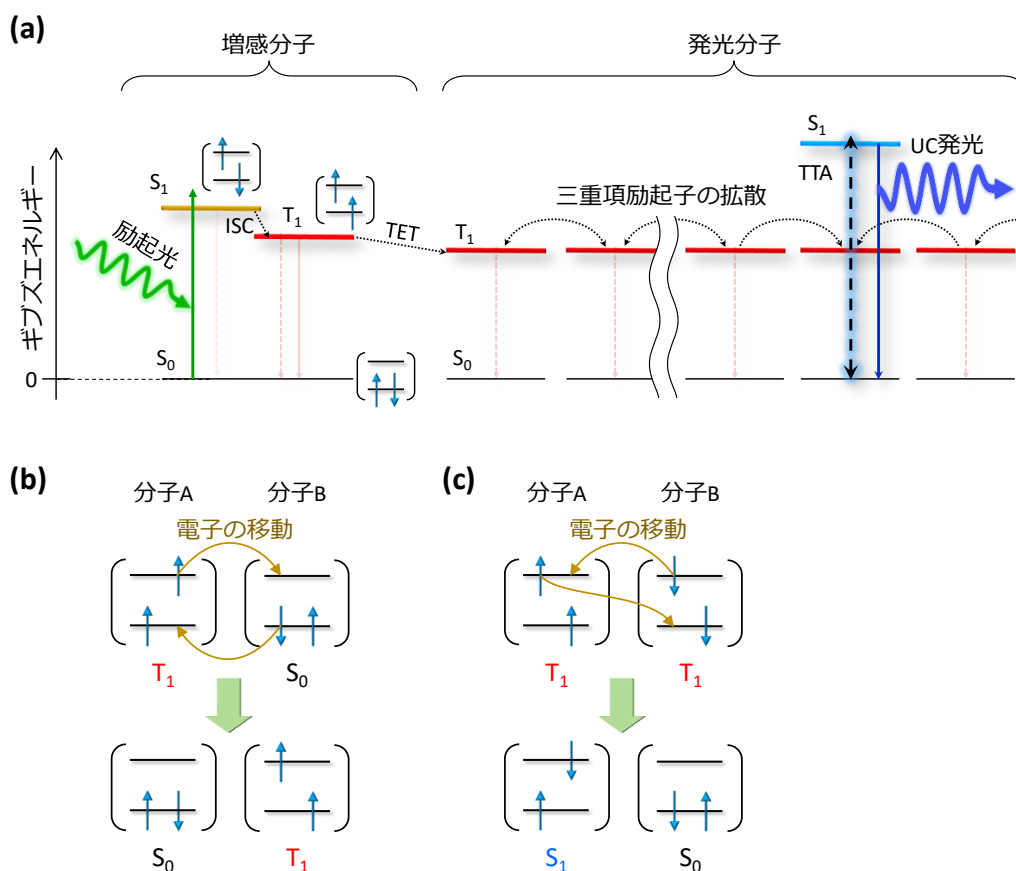 (a)
増感分子
発光分子
ギブズエネルギー
0
励起光
S1
S0
ISC
T1
TET
T1
S0
三重項励起子の拡散
S1
TTA
UC発光
(b)
分子A
分子B
電子の移動
T1
S0
S0
T1
(c)
分子A
分子B
電子の移動
T1
T1
S1
S0